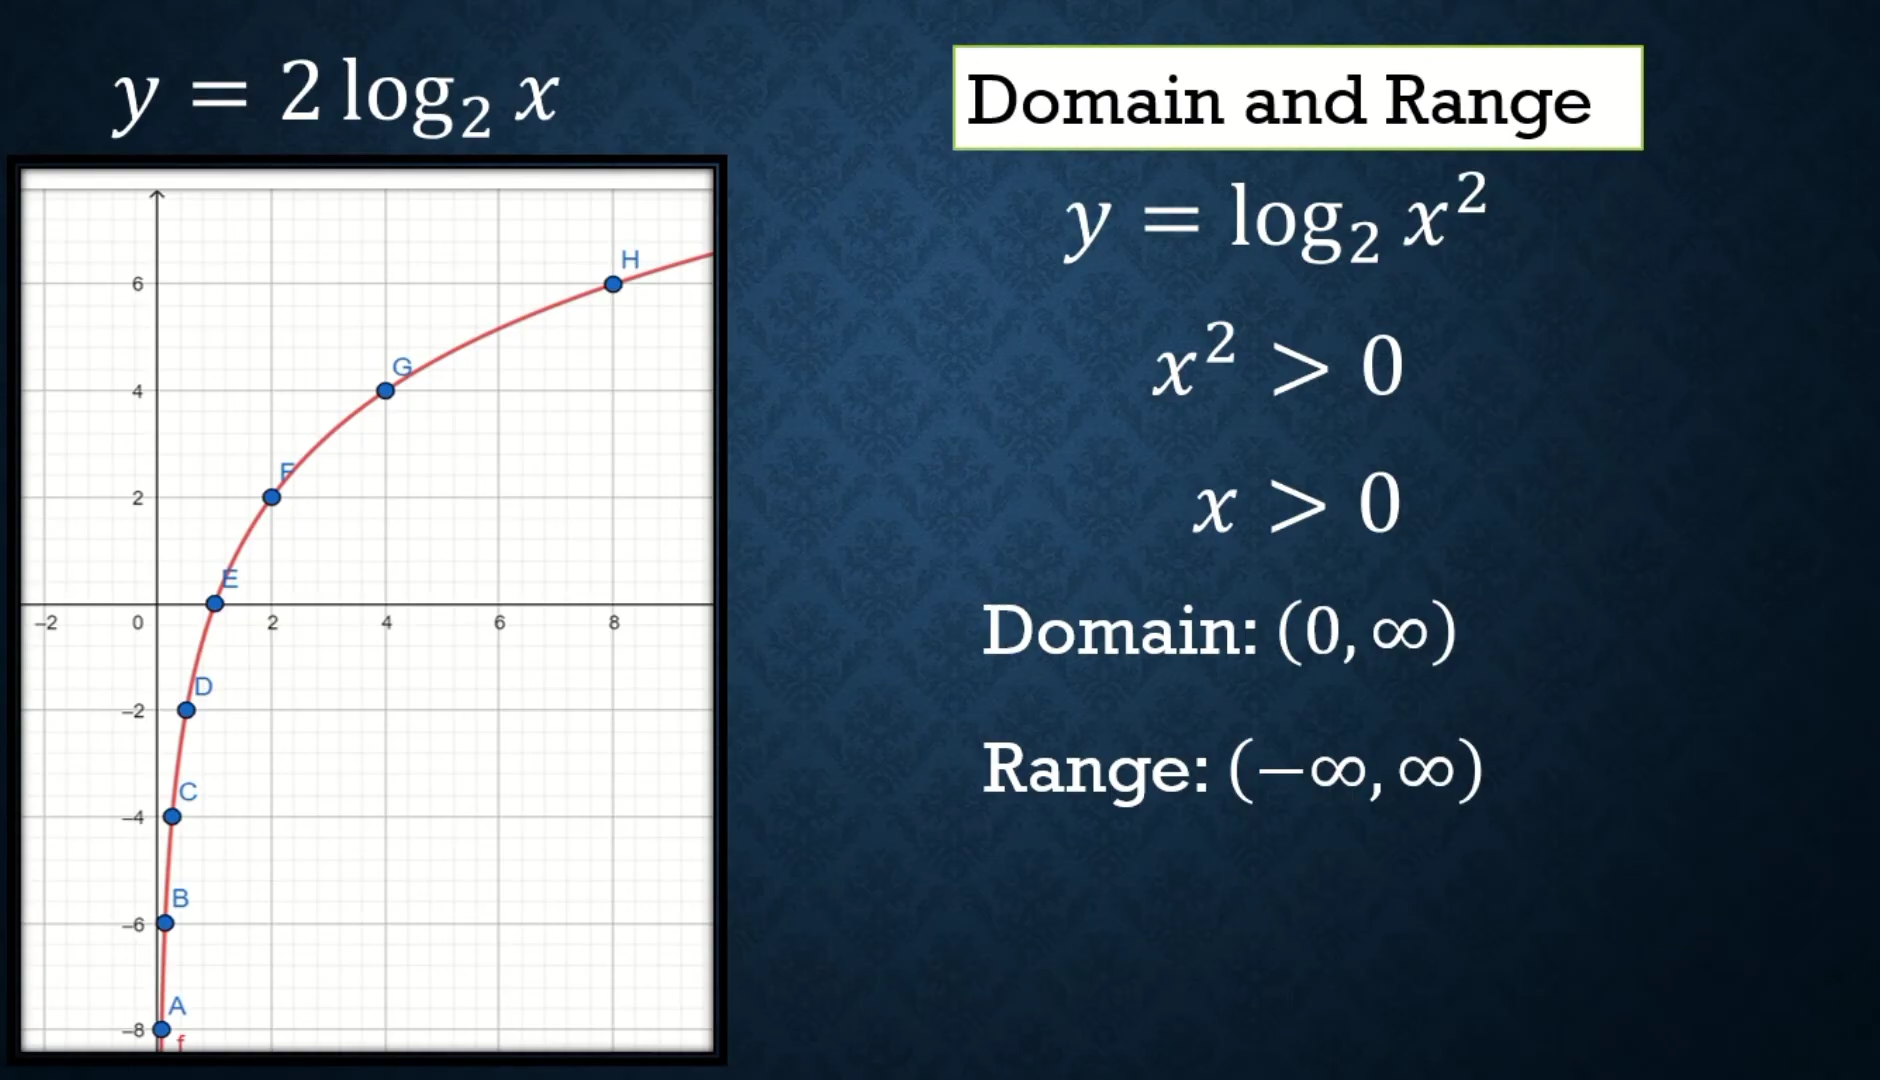 y = 2 log₂ x
Domain and Range
y = log₂ x²
x² > 0
x > 0
Domain: (0, ∞)
Range: (−∞, ∞)
H
6
G
4
F
2
E
−2 0 2 4 6 8
D
−2
C
−4
B
−6
A
−8
f